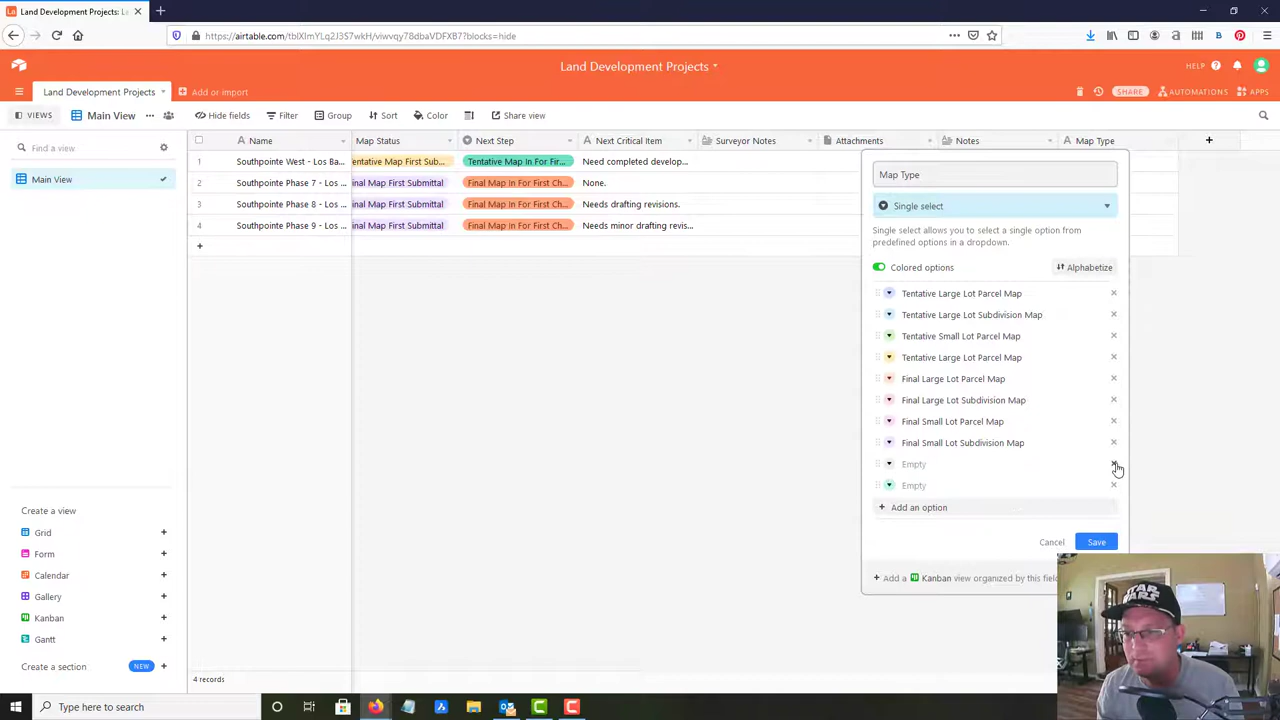 Land Development Projects: L
https://airtable.com/tblXlmYLq2J3S7wkH/viwvqy78dbaVDFXB7?blocks=hide
Land Development Projects
HELP
SHARE
AUTOMATIONS
APPS
Land Development Projects
Add or import
VIEWS
Main View
Hide fields
Filter
Group
Sort
Color
Share view
Find a view
Main View
Name
Map Status
Next Step
Next Critical Item
Surveyor Notes
Attachments
Notes
Map Type
1 Southpointe West - Los Ba... entative Map First Sub... Tentative Map In For Fir... Need completed develop...
2 Southpointe Phase 7 - Los ... inal Map First Submittal Final Map In For First Ch... None.
3 Southpointe Phase 8 - Los ... inal Map First Submittal Final Map In For First Ch... Needs drafting revisions.
4 Southpointe Phase 9 - Los ... inal Map First Submittal Final Map In For First Ch... Needs minor drafting revis...
Map Type
Single select
Single select allows you to select a single option from
predefined options in a dropdown.
Colored options
Alphabetize
Tentative Large Lot Parcel Map
Tentative Large Lot Subdivision Map
Tentative Small Lot Parcel Map
Tentative Large Lot Parcel Map
Final Large Lot Parcel Map
Final Large Lot Subdivision Map
Final Small Lot Parcel Map
Final Small Lot Subdivision Map
Empty
Empty
Add an option
Cancel
Save
Add a Kanban view organized by this fiel
Create a view
Grid
Form
Calendar
Gallery
Kanban
Gantt
Create a section NEW
4 records
STAR
WARS
Type here to search